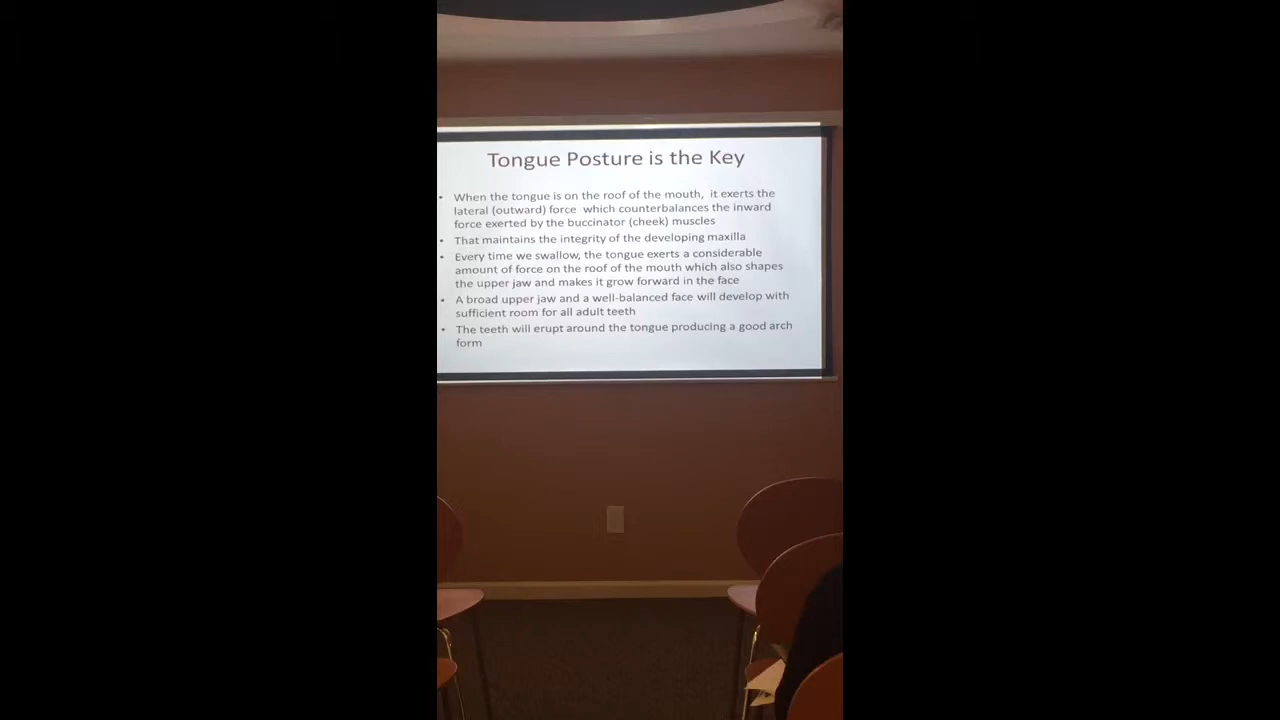 Tongue Posture is the Key
• When the tongue is on the roof of the mouth, it exerts the
lateral (outward) force which counterbalances the inward
force exerted by the buccinator (cheek) muscles
• That maintains the integrity of the developing maxilla
• Every time we swallow, the tongue exerts a considerable
amount of force on the roof of the mouth which also shapes
the upper jaw and makes it grow forward in the face
• A broad upper jaw and a well-balanced face will develop with
sufficient room for all adult teeth
• The teeth will erupt around the tongue producing a good arch
form